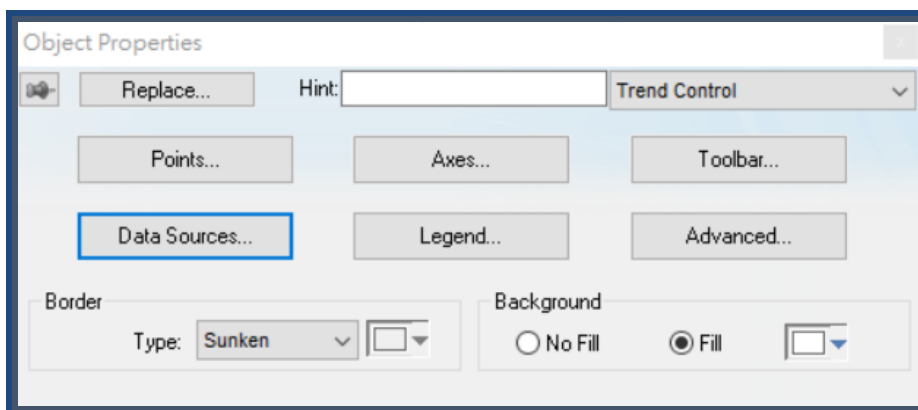 Object Properties
x
Replace... Hint: Trend Control
Points... Axes... Toolbar...
Data Sources... Legend... Advanced...
Border Background
Type: Sunken No Fill Fill